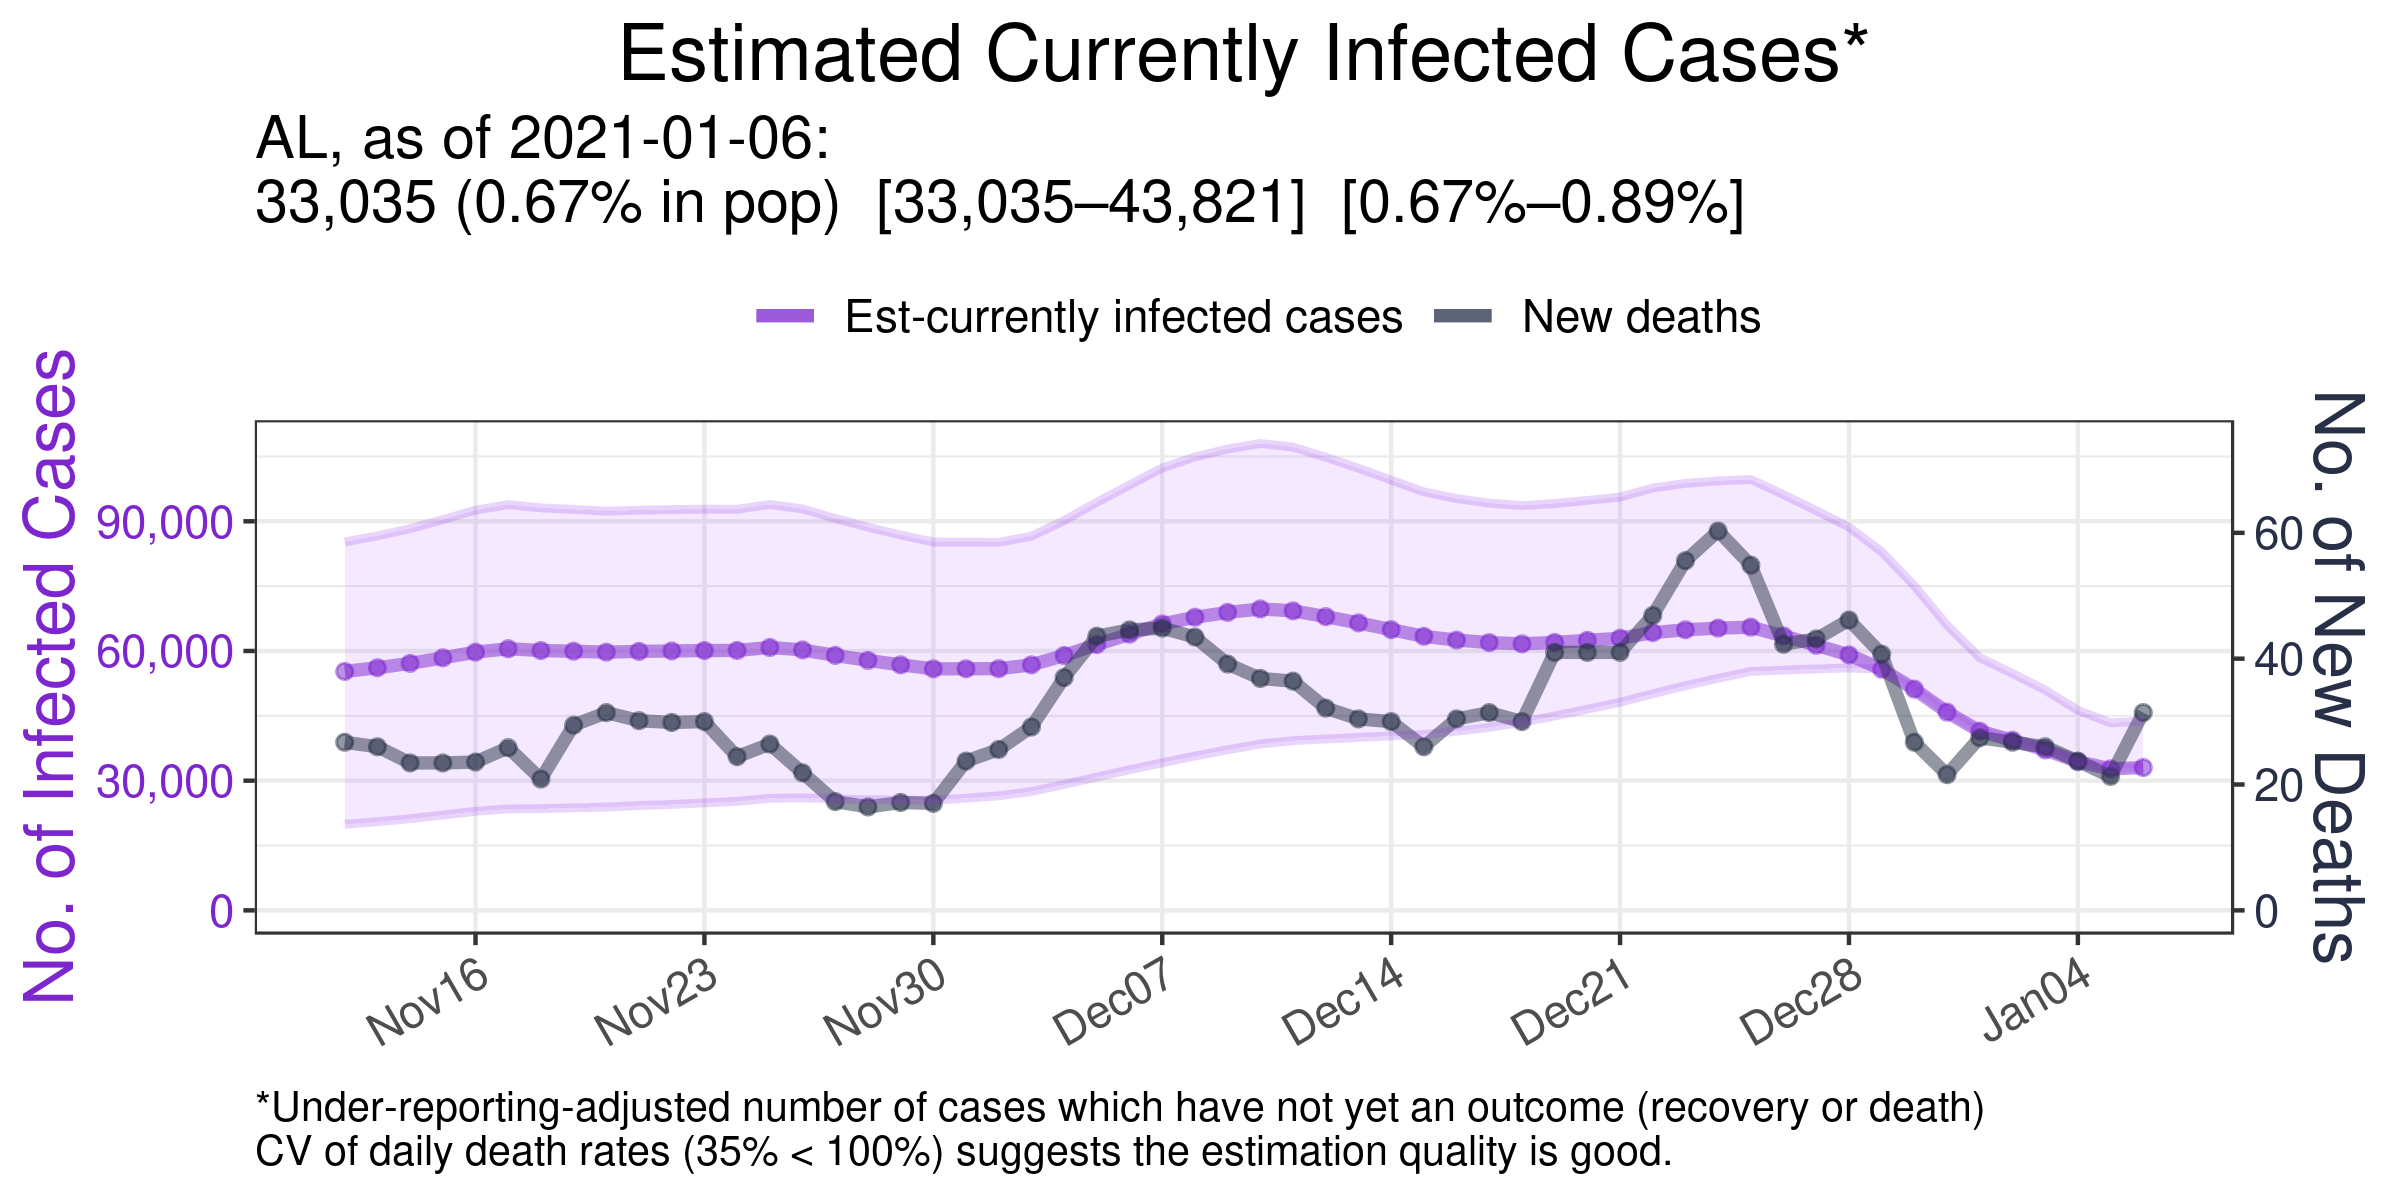 Estimated Currently Infected Cases*
AL, as of 2021-01-06:
33,035 (0.67% in pop)  [33,035–43,821]  [0.67%–0.89%]
Est-currently infected cases
New deaths
No. of Infected Cases
90,000
60,000
30,000
0
No. of New Deaths
60
40
20
0
Nov16
Nov23
Nov30
Dec07
Dec14
Dec21
Dec28
Jan04
*Under-reporting-adjusted number of cases which have not yet an outcome (recovery or death)
CV of daily death rates (35% < 100%) suggests the estimation quality is good.